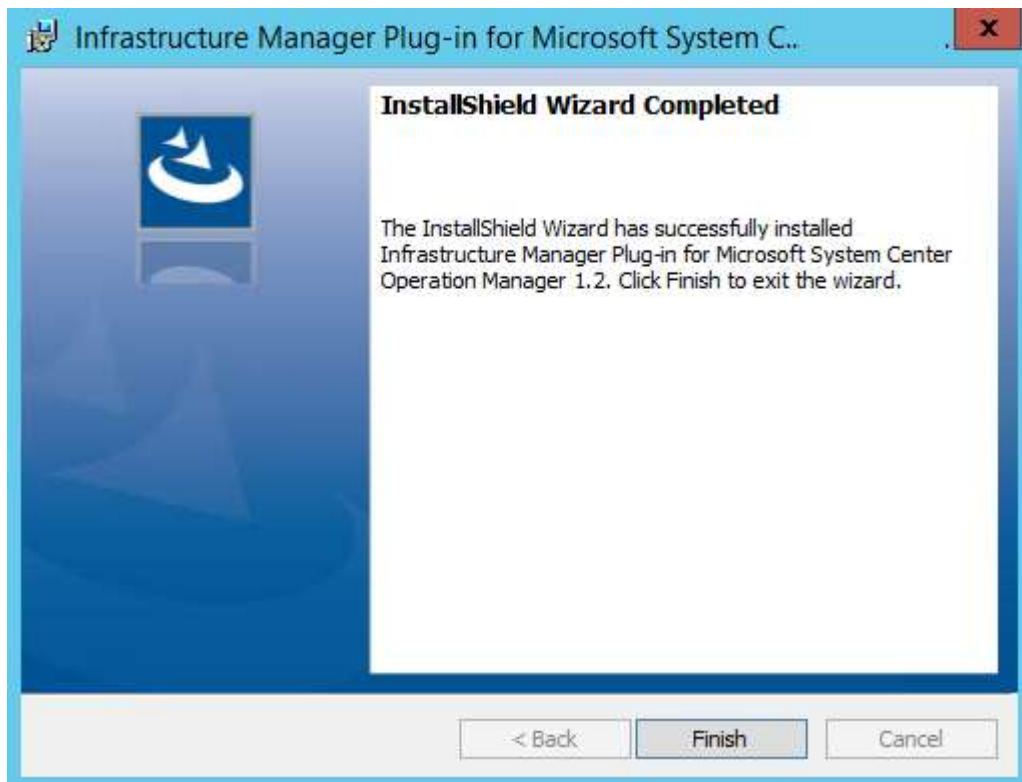 Infrastructure Manager Plug-in for Microsoft System C.. .
x
InstallShield Wizard Completed
The InstallShield Wizard has successfully installed
Infrastructure Manager Plug-in for Microsoft System Center
Operation Manager 1.2. Click Finish to exit the wizard.
< Back Finish Cancel